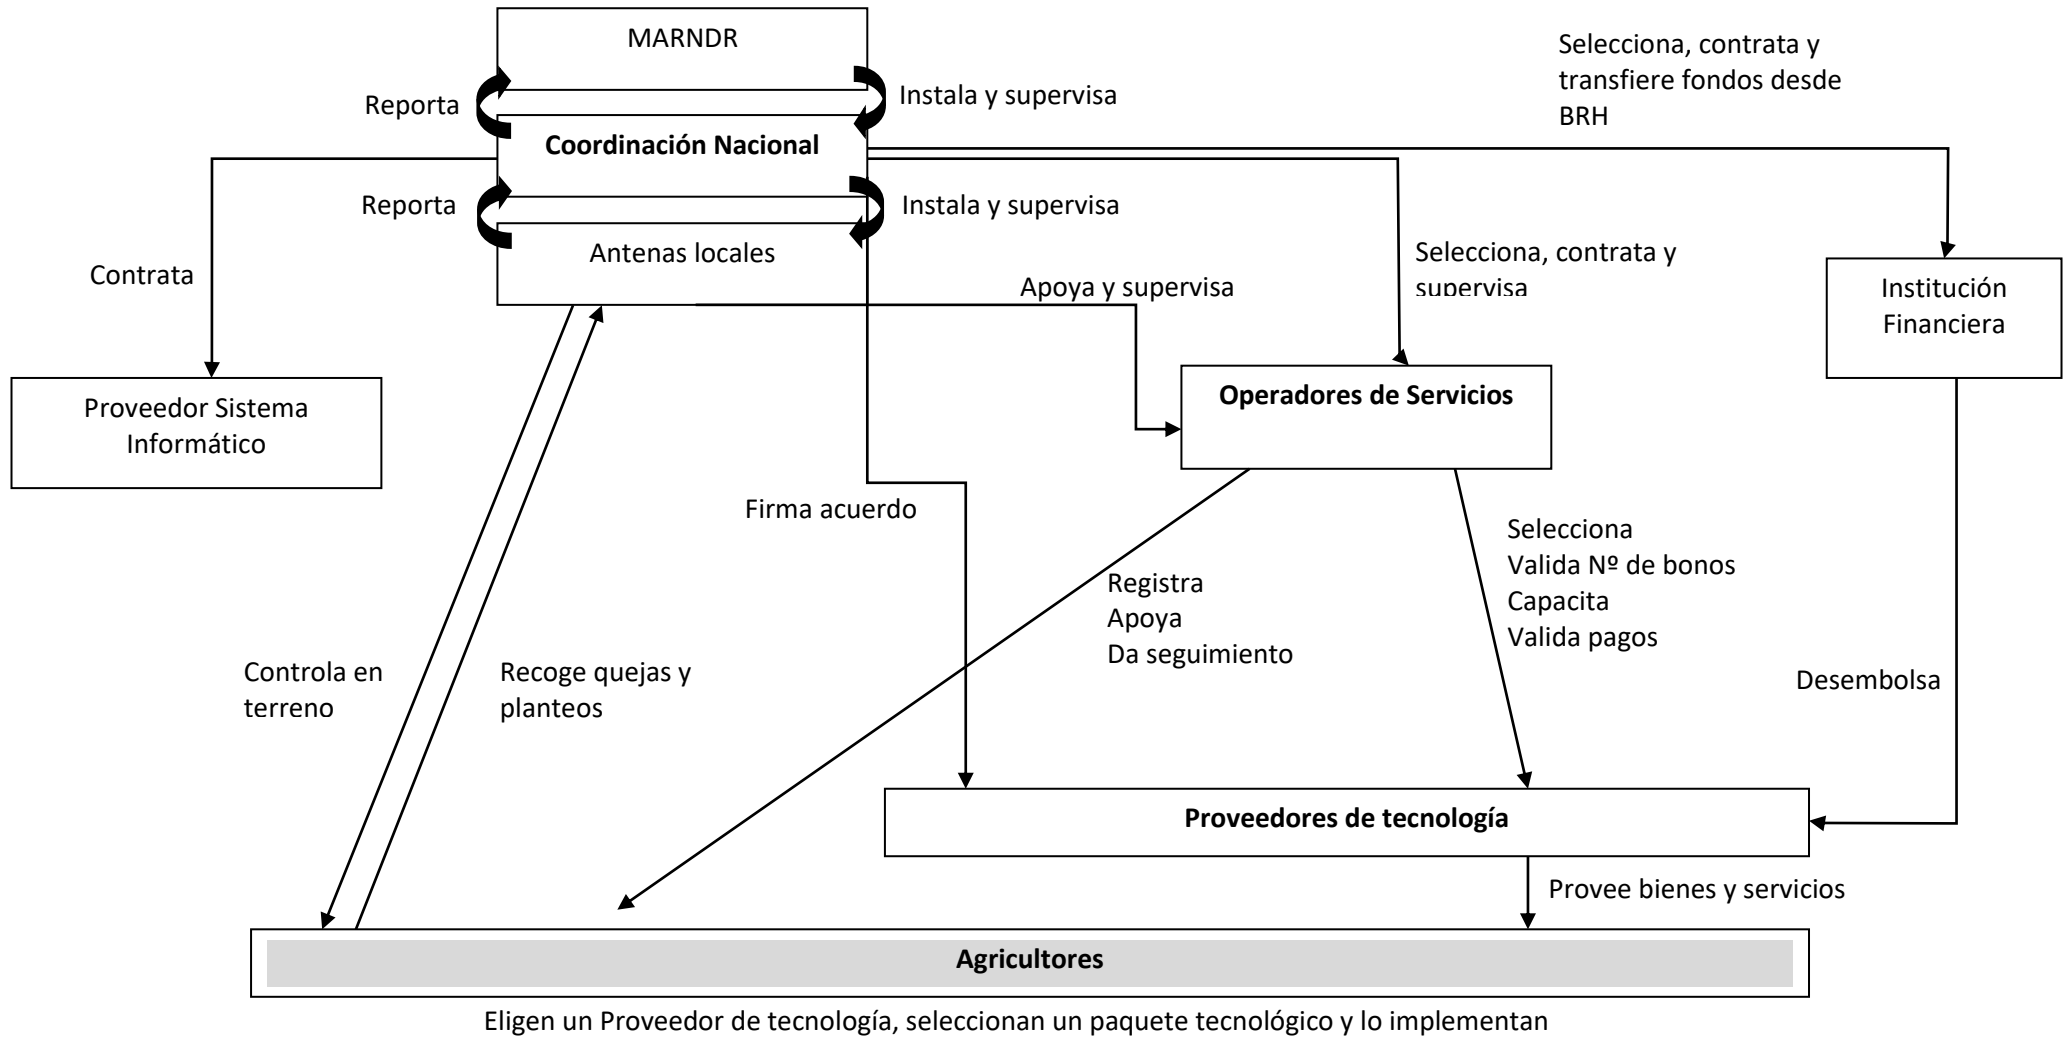 MARNDR
Selecciona, contrata y
transfiere fondos desde
BRH
Reporta
Instala y supervisa
Coordinación Nacional
Reporta
Instala y supervisa
Antenas locales
Contrata
Apoya y supervisa
Selecciona, contrata y
supervisa
Institución
Financiera
Proveedor Sistema
Informático
Operadores de Servicios
Firma acuerdo
Selecciona
Valida Nº de bonos
Capacita
Valida pagos
Registra
Apoya
Da seguimiento
Controla en
terreno
Recoge quejas y
planteos
Desembolsa
Proveedores de tecnología
Provee bienes y servicios
Agricultores
Eligen un Proveedor de tecnología, seleccionan un paquete tecnológico y lo implementan